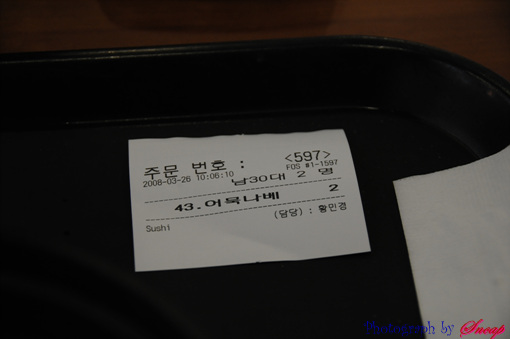 주문 번호 : <597>
2008-03-26 10:06:10 POS #1-1597
남30대 2 명
43.어묵나베 2
(담당) : 황민경
Sushi
Photograph by Sneap